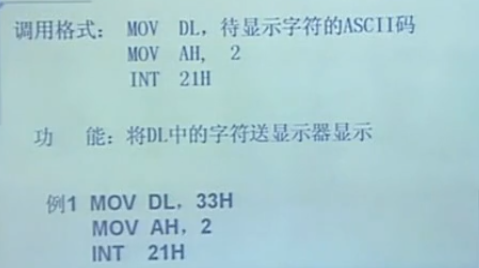 调用格式： MOV DL，待显示字符的ASCII码
MOV AH， 2
INT 21H
功 能：将DL中的字符送显示器显示
例1 MOV DL，33H
MOV AH，2
INT 21H